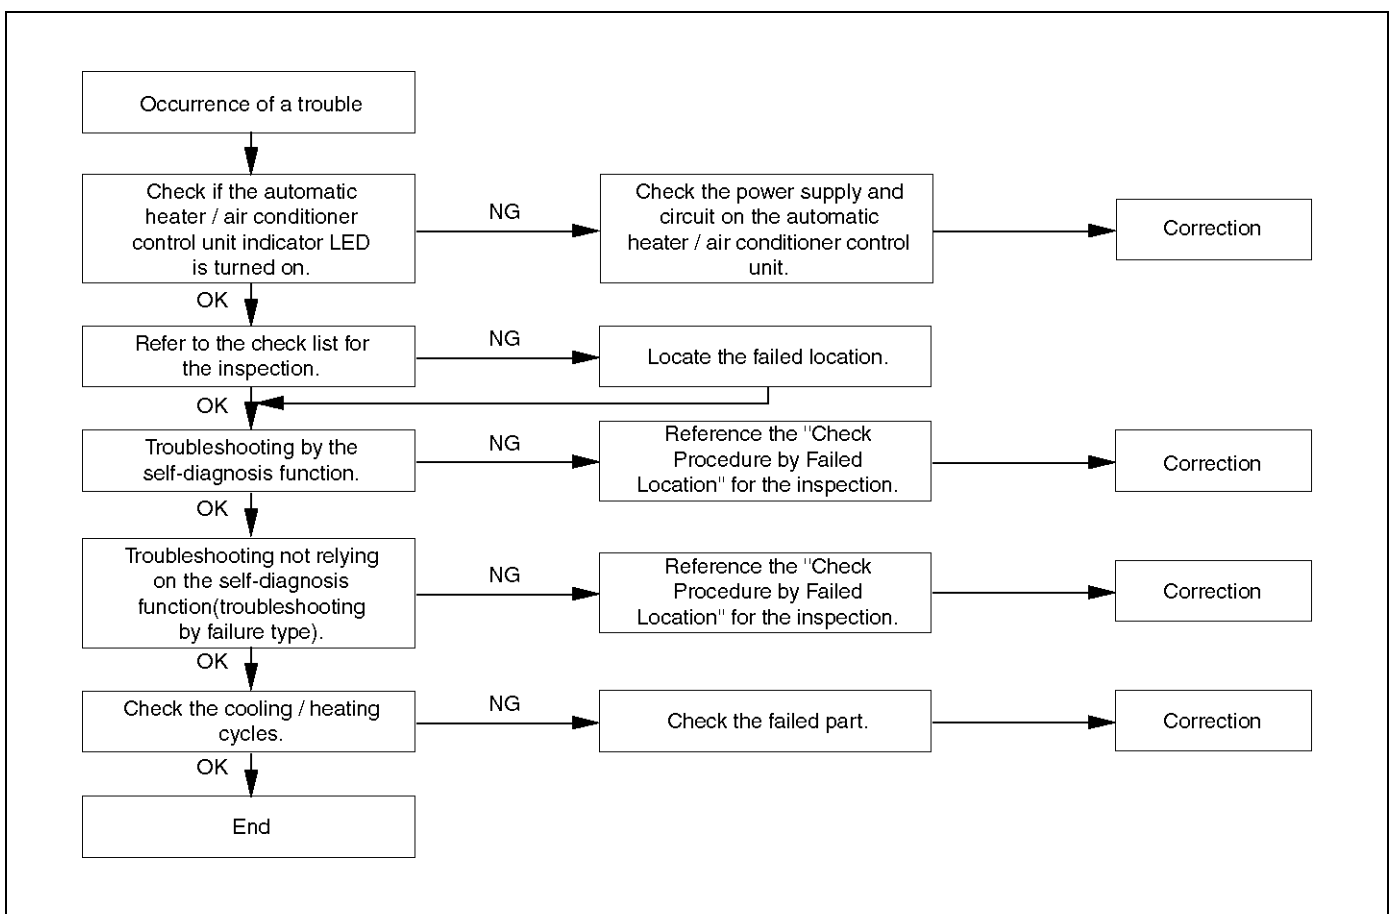 Occurrence of a trouble
Check if the automatic
heater / air conditioner
control unit indicator LED
is turned on.
NG
Check the power supply and
circuit on the automatic
heater / air conditioner control
unit.
Correction
OK
Refer to the check list for
the inspection.
NG
Locate the failed location.
OK
Troubleshooting by the
self-diagnosis function.
NG
Reference the "Check
Procedure by Failed
Location" for the inspection.
Correction
OK
Troubleshooting not relying
on the self-diagnosis
function(troubleshooting
by failure type).
NG
Reference the "Check
Procedure by Failed
Location" for the inspection.
Correction
OK
Check the cooling / heating
cycles.
NG
Check the failed part.
Correction
OK
End